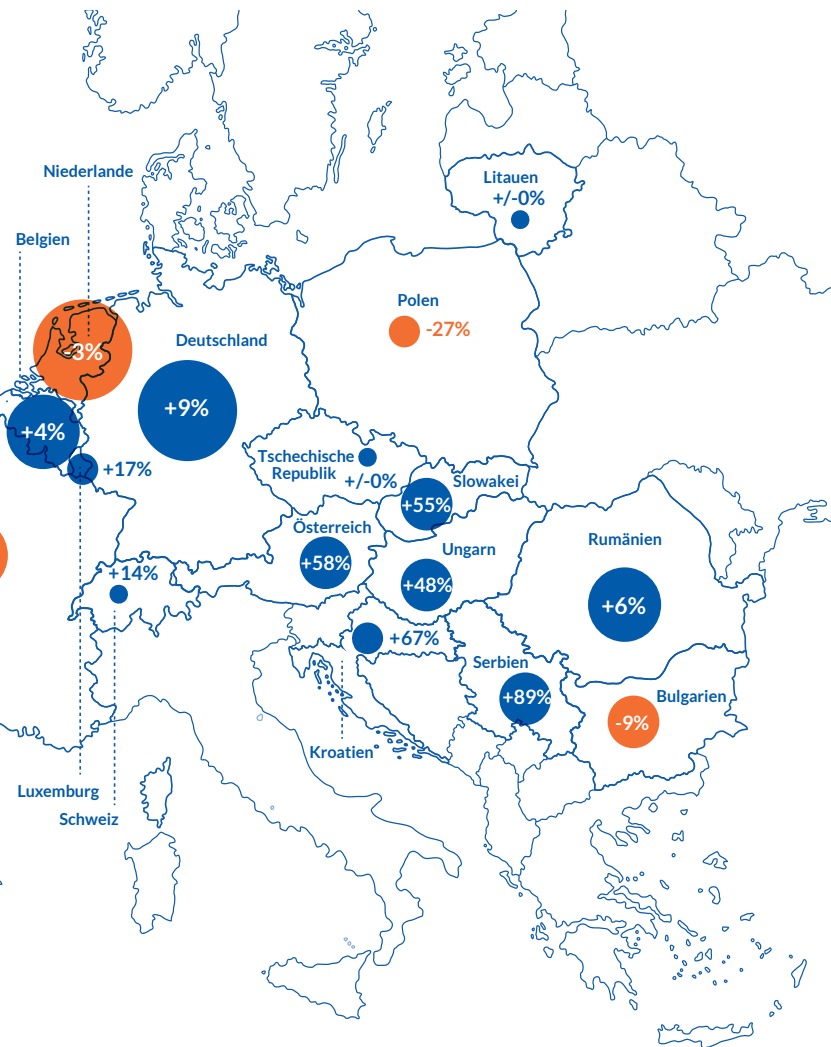 Niederlande
Belgien
-3%
+4%
+17%
Deutschland
+9%
Litauen
+/-0%
Polen
-27%
Tschechische
Republik
+/-0%
Slowakei
+55%
Österreich
+58%
Ungarn
+48%
Rumänien
+6%
+14%
+67%
Serbien
+89%
Bulgarien
-9%
Kroatien
Luxemburg
Schweiz